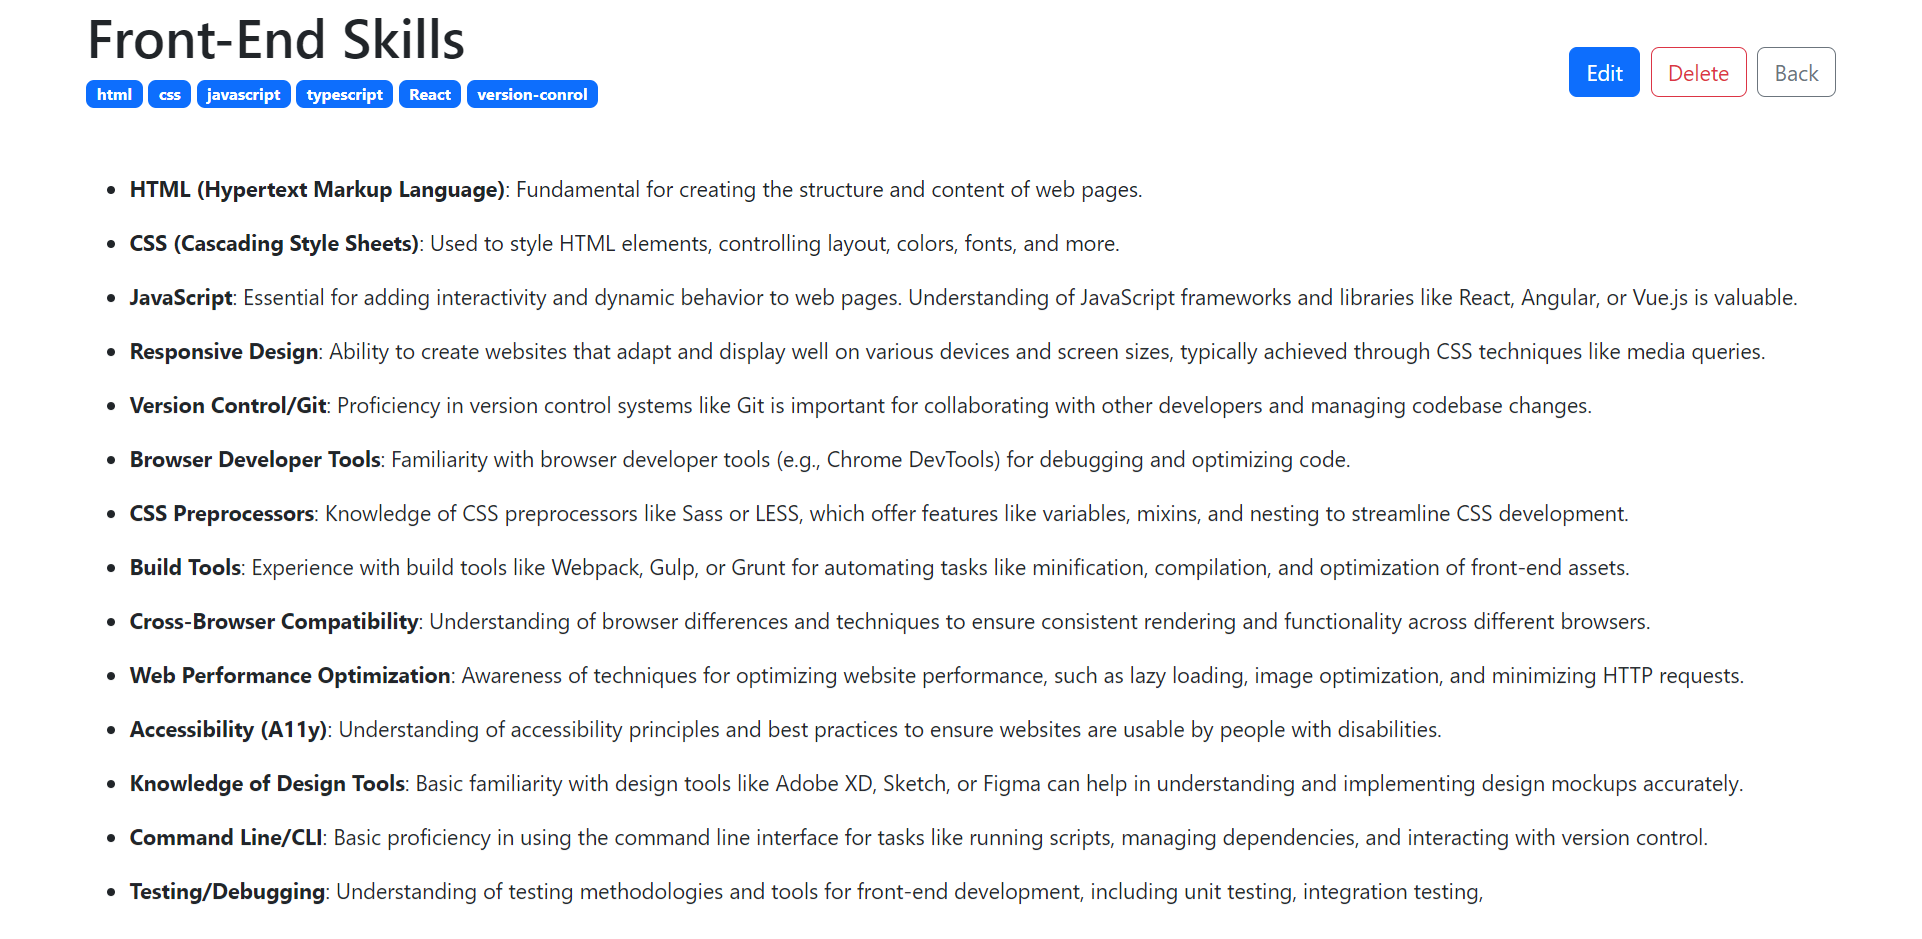 Front-End Skills
Edit Delete Back
html css javascript typescript React version-conrol
HTML (Hypertext Markup Language): Fundamental for creating the structure and content of web pages.
CSS (Cascading Style Sheets): Used to style HTML elements, controlling layout, colors, fonts, and more.
JavaScript: Essential for adding interactivity and dynamic behavior to web pages. Understanding of JavaScript frameworks and libraries like React, Angular, or Vue.js is valuable.
Responsive Design: Ability to create websites that adapt and display well on various devices and screen sizes, typically achieved through CSS techniques like media queries.
Version Control/Git: Proficiency in version control systems like Git is important for collaborating with other developers and managing codebase changes.
Browser Developer Tools: Familiarity with browser developer tools (e.g., Chrome DevTools) for debugging and optimizing code.
CSS Preprocessors: Knowledge of CSS preprocessors like Sass or LESS, which offer features like variables, mixins, and nesting to streamline CSS development.
Build Tools: Experience with build tools like Webpack, Gulp, or Grunt for automating tasks like minification, compilation, and optimization of front-end assets.
Cross-Browser Compatibility: Understanding of browser differences and techniques to ensure consistent rendering and functionality across different browsers.
Web Performance Optimization: Awareness of techniques for optimizing website performance, such as lazy loading, image optimization, and minimizing HTTP requests.
Accessibility (A11y): Understanding of accessibility principles and best practices to ensure websites are usable by people with disabilities.
Knowledge of Design Tools: Basic familiarity with design tools like Adobe XD, Sketch, or Figma can help in understanding and implementing design mockups accurately.
Command Line/CLI: Basic proficiency in using the command line interface for tasks like running scripts, managing dependencies, and interacting with version control.
Testing/Debugging: Understanding of testing methodologies and tools for front-end development, including unit testing, integration testing,